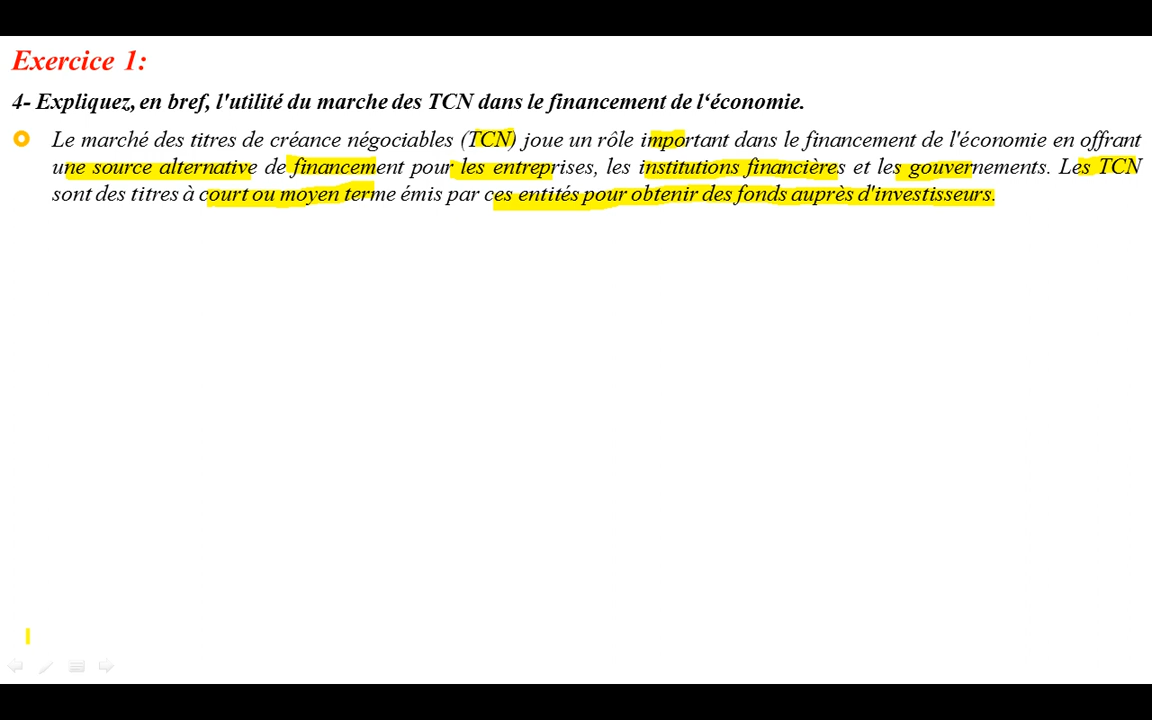 Exercice 1:
4- Expliquez, en bref, l'utilité du marche des TCN dans le financement de l‘économie.
Le marché des titres de créance négociables (TCN) joue un rôle important dans le financement de l'économie en offrant
une source alternative de financement pour les entreprises, les institutions financières et les gouvernements. Les TCN
sont des titres à court ou moyen terme émis par ces entités pour obtenir des fonds auprès d'investisseurs.